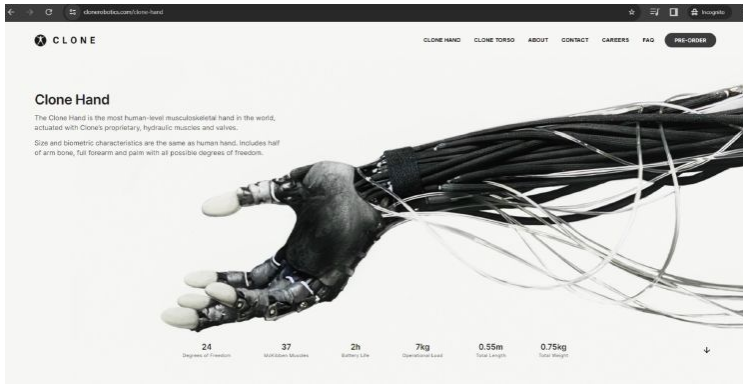 clonerobotics.com/clone-hand
Incognito
CLONE
CLONE HAND CLONE TORSO ABOUT CONTACT CAREERS FAQ PRE-ORDER
Clone Hand
The Clone Hand is the most human-level musculoskeletal hand in the world,
actuated with Clone's proprietary, hydraulic muscles and valves.
Size and biometric characteristics are the same as human hand. Includes half
of arm bone, full forearm and palm with all possible degrees of freedom.
24 37 2h 7kg 0.55m 0.75kg
Degrees of Freedom McKibben Muscles Battery Life Operational Load Total Length Total Weight